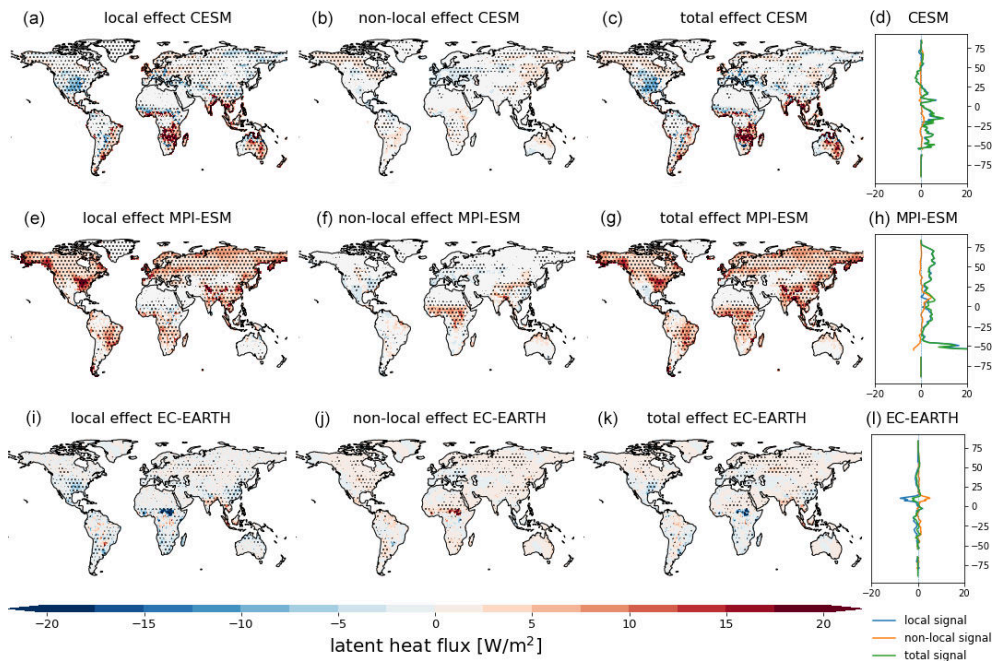 (a) local effect CESM (b) non-local effect CESM (c) total effect CESM (d) CESM
75
50
25
0
−25
−50
−75
−20 0 20
(e) local effect MPI-ESM (f) non-local effect MPI-ESM (g) total effect MPI-ESM (h) MPI-ESM
75
50
25
0
−25
−50
−75
−20 0 20
(i) local effect EC-EARTH (j) non-local effect EC-EARTH (k) total effect EC-EARTH (l) EC-EARTH
75
50
25
0
−25
−50
−75
−20 0 20
−20 −15 −10 −5 0 5 10 15 20
latent heat flux [W/m²]
local signal
non-local signal
total signal